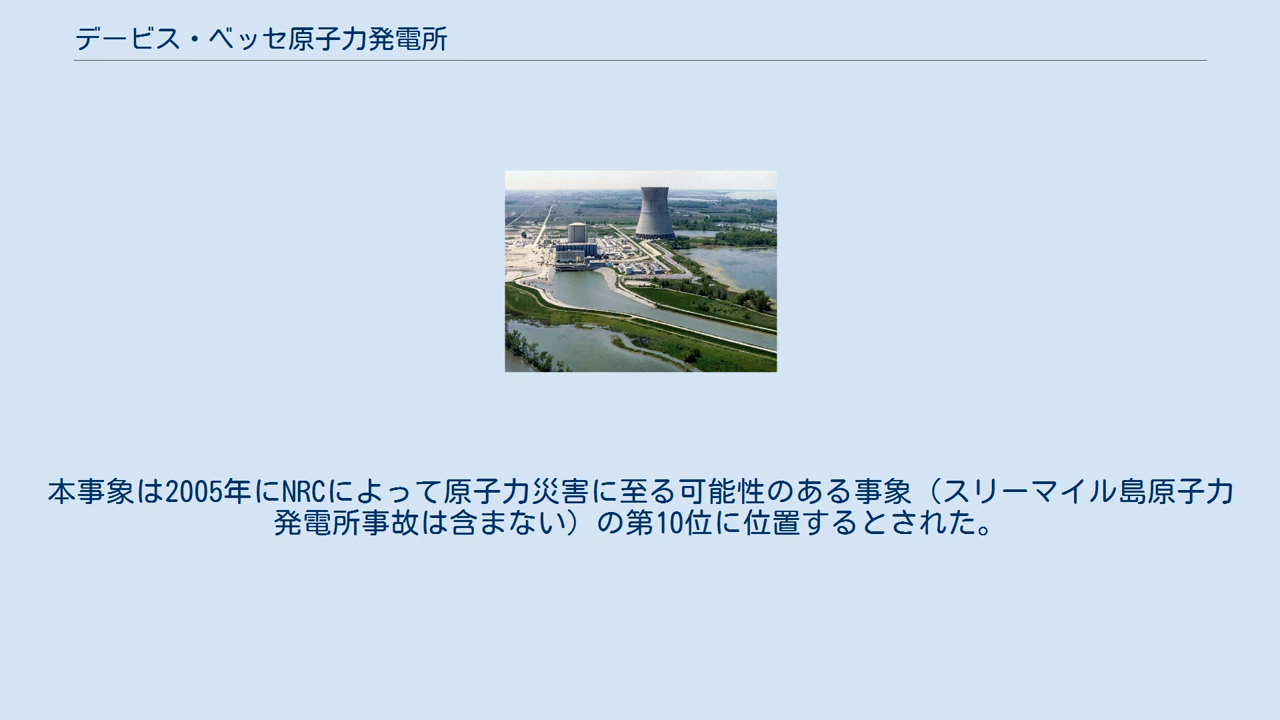 デービス・ベッセ原子力発電所
本事象は2005年にNRCによって原子力災害に至る可能性のある事象（スリーマイル島原子力
発電所事故は含まない）の第10位に位置するとされた。